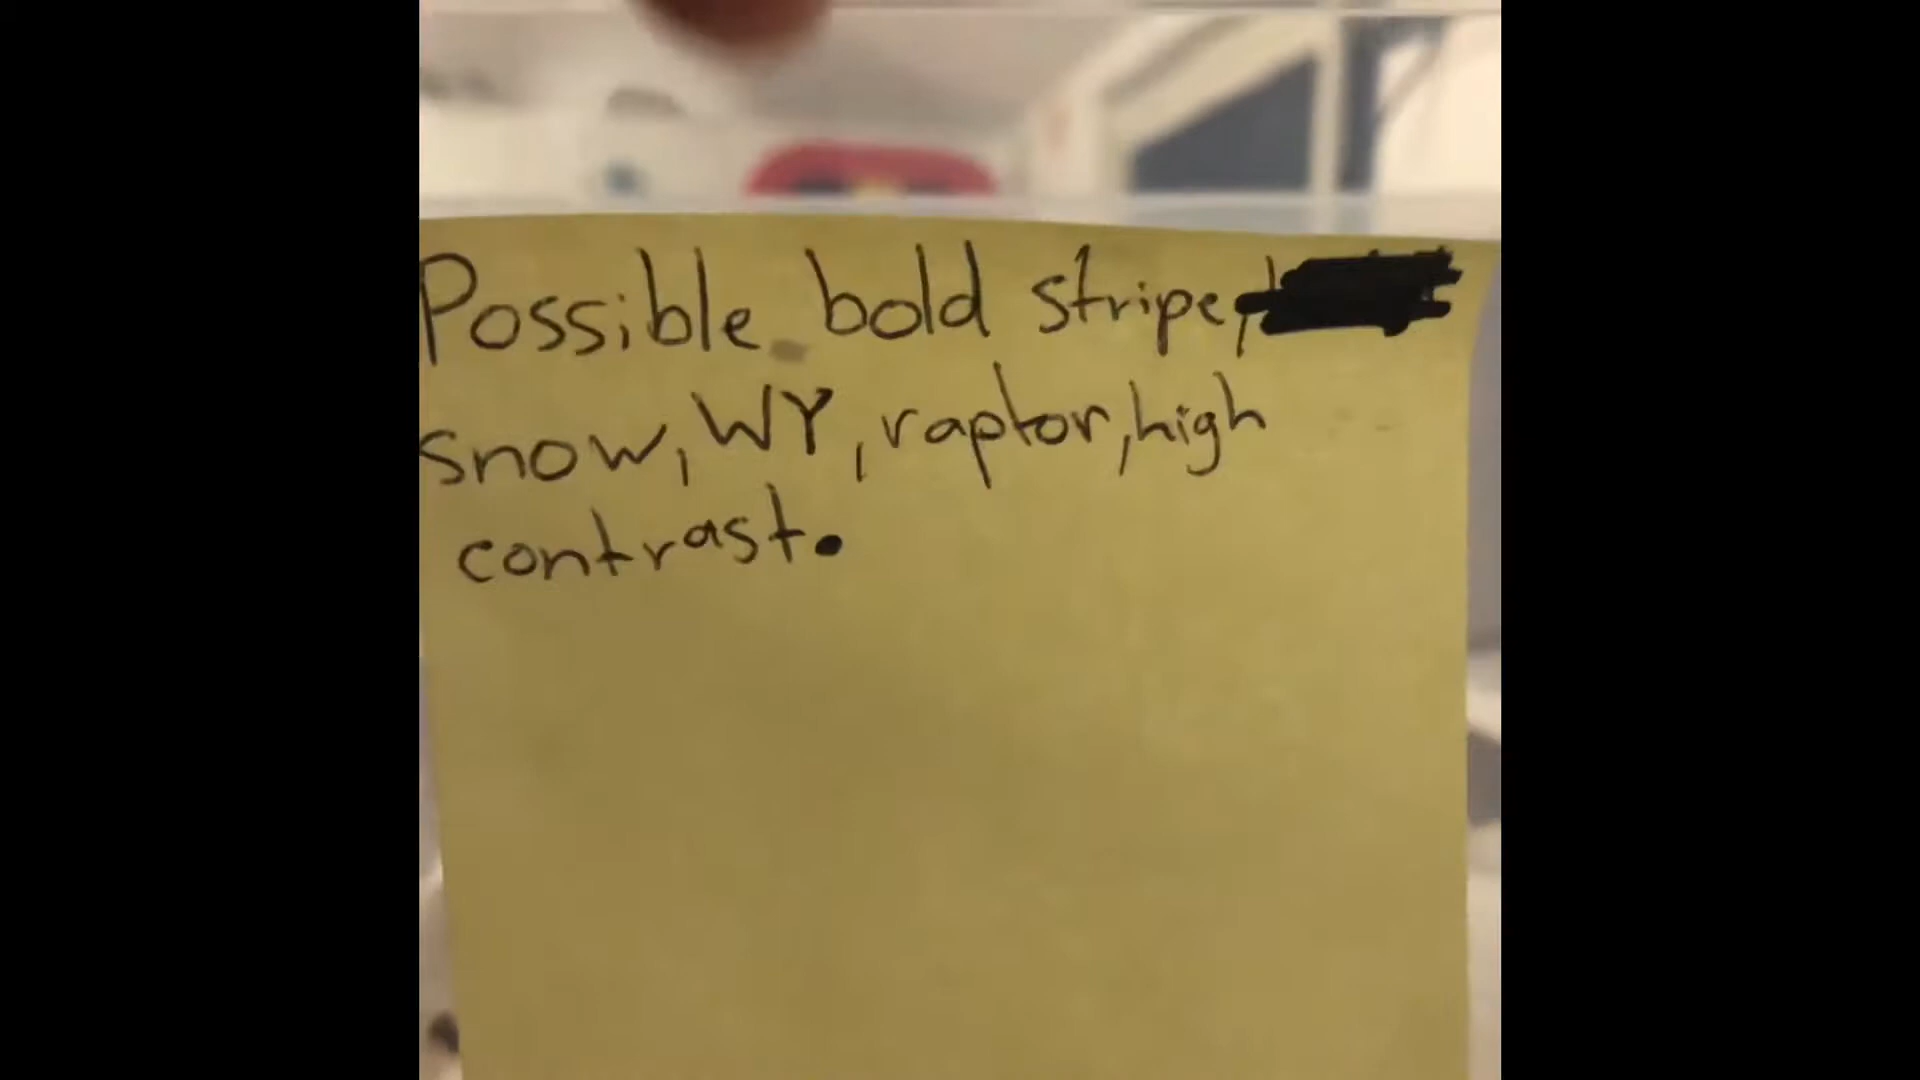 Possible bold stripe,
snow, WY, raptor, high
contrast.